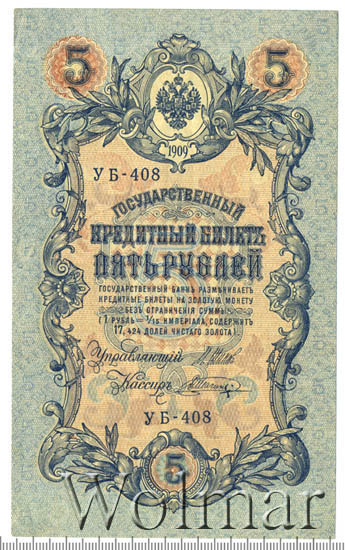 5 5
1909
УБ-408
ГОСУДАРСТВЕННЫЙ
КРЕДИТНЫЙ БИЛЕТЪ
ПЯТЬ РУБЛЕЙ
ГОСУДАРСТВЕННЫЙ БАНКЪ РАЗМѢНИВАЕТЪ
КРЕДИТНЫЕ БИЛЕТЫ НА ЗОЛОТУЮ МОНЕТУ
БЕЗЪ ОГРАНИЧЕНІЯ СУММЫ
(1 РУБЛЬ = 1/15 ИМПЕРІАЛА, СОДЕРЖИТЪ
17,424 ДОЛЕЙ ЧИСТАГО ЗОЛОТА)
Управляющій
Кассиръ
УБ-408
5
Wolmar